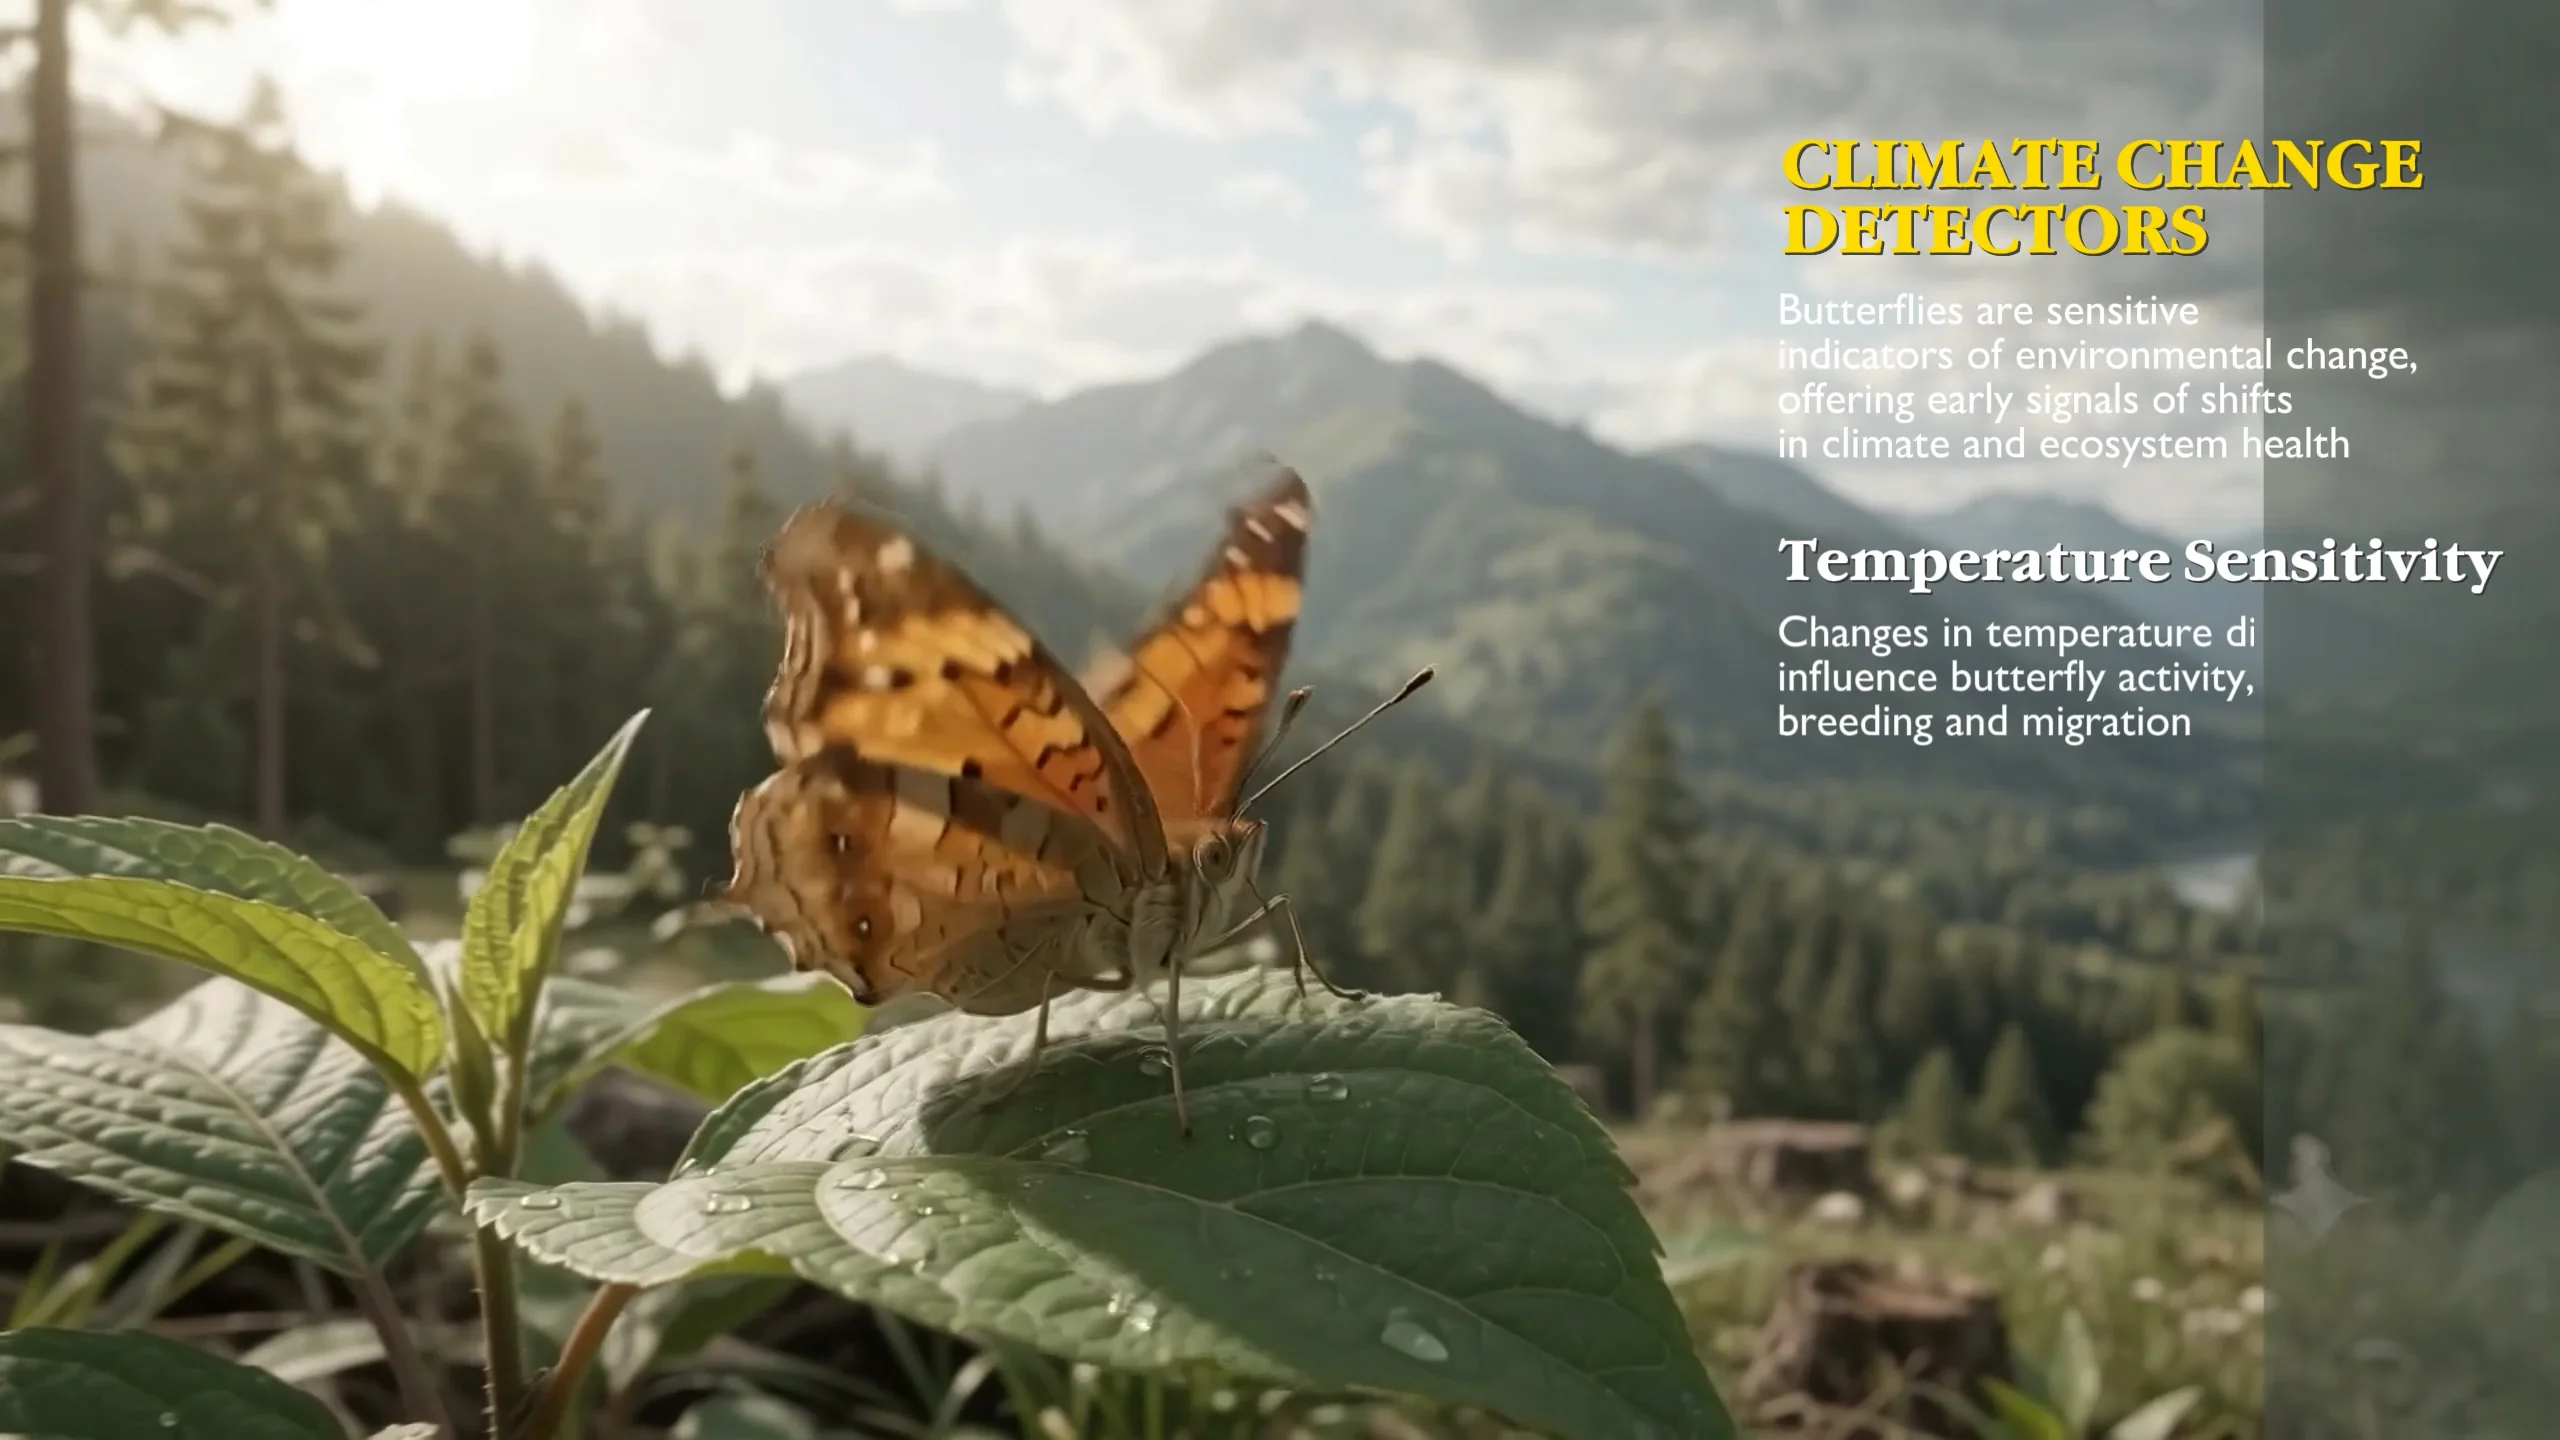 CLIMATE CHANGE
DETECTORS
Butterflies are sensitive
indicators of environmental change,
offering early signals of shifts
in climate and ecosystem health
Temperature Sensitivity
Changes in temperature di
influence butterfly activity,
breeding and migration